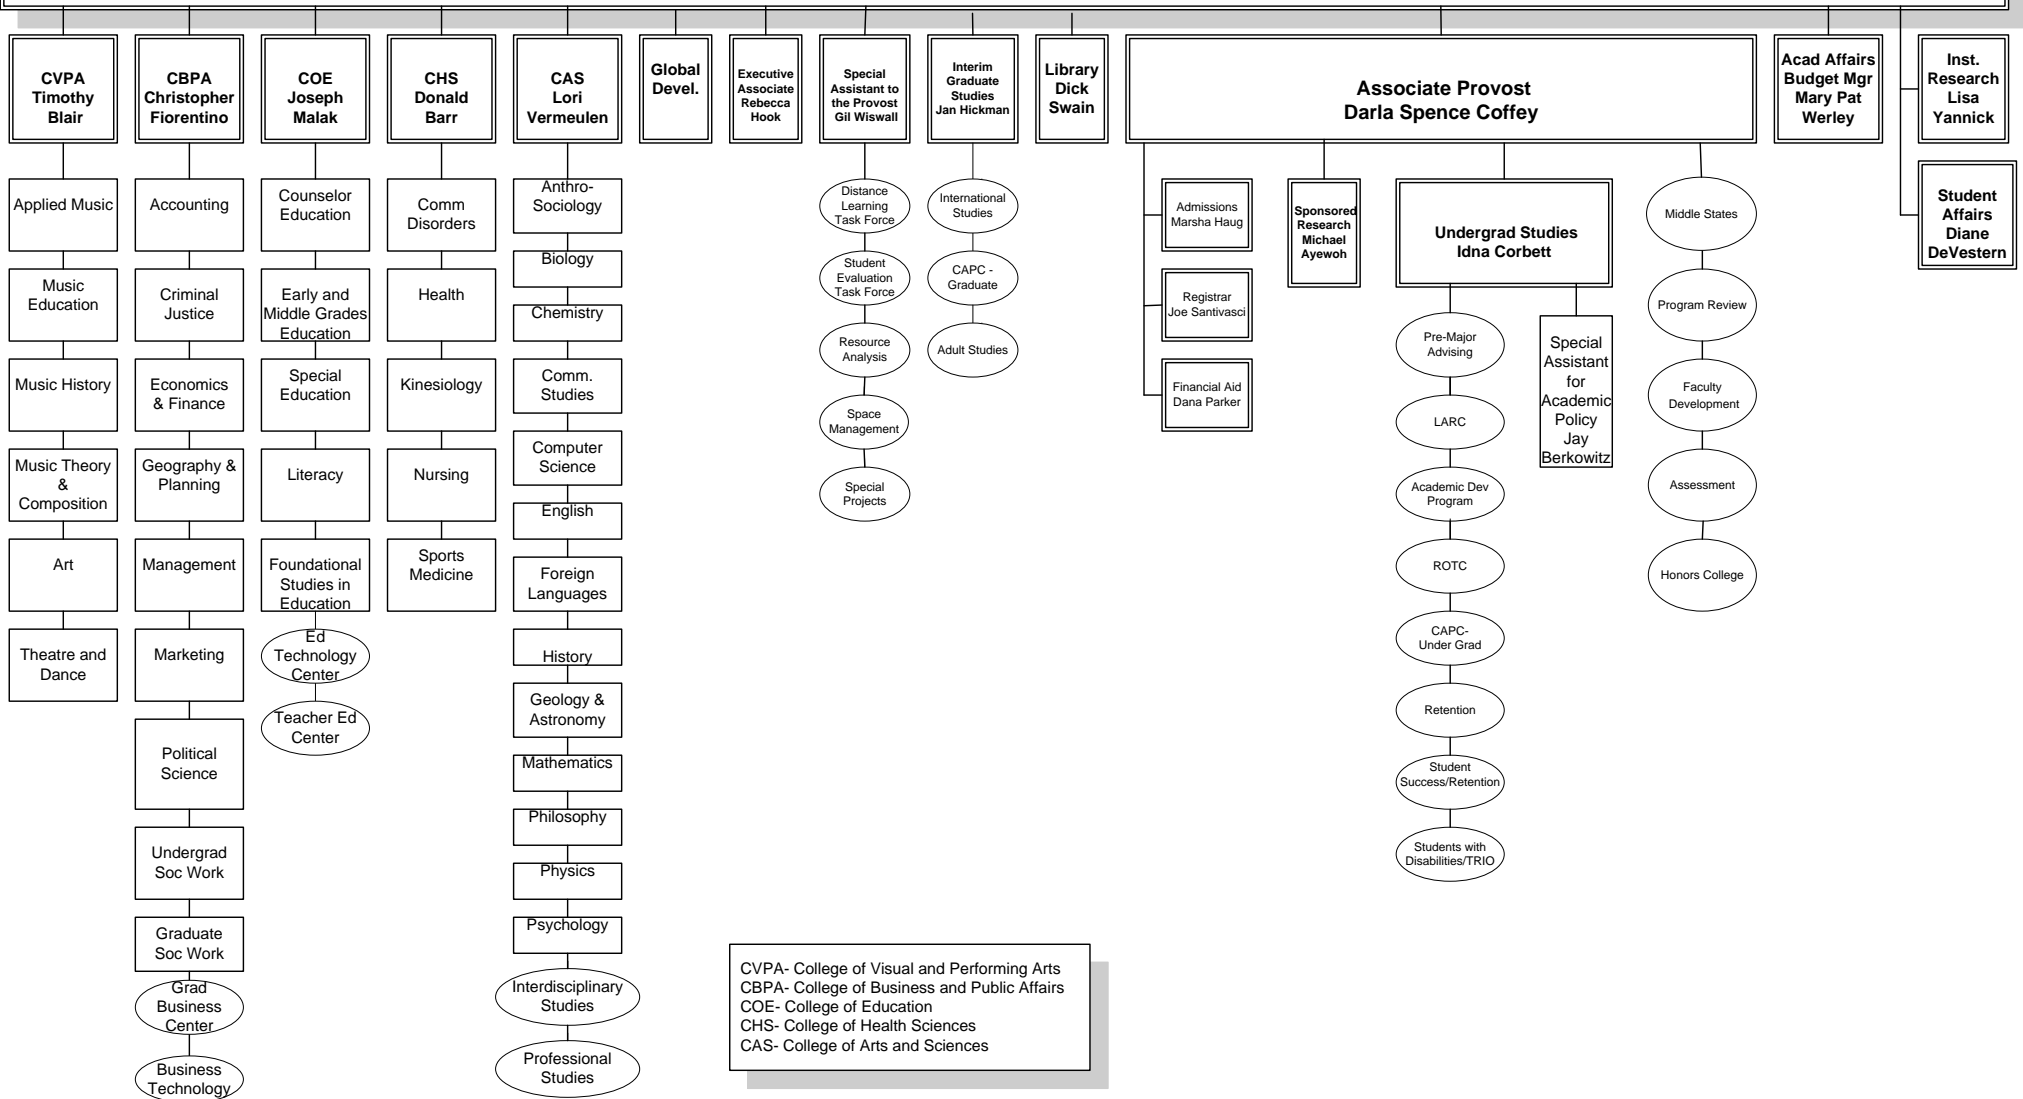 CVPA
Timothy
Blair
CBPA
Christopher
Fiorentino
COE
Joseph
Malak
CHS
Donald
Barr
CAS
Lori
Vermeulen
Global
Devel.
Executive
Associate
Rebecca
Hook
Special
Assistant to
the Provost
Gil Wiswall
Interim
Graduate
Studies
Jan Hickman
Library
Dick
Swain
Associate Provost
Darla Spence Coffey
Acad Affairs
Budget Mgr
Mary Pat
Werley
Inst.
Research
Lisa
Yannick
Student
Affairs
Diane
DeVestern
Applied Music
Music
Education
Music History
Music Theory
&
Composition
Art
Theatre and
Dance
Accounting
Criminal
Justice
Economics
& Finance
Geography &
Planning
Management
Marketing
Political
Science
Undergrad
Soc Work
Graduate
Soc Work
Grad
Business
Center
Business
Technology
Counselor
Education
Early and
Middle Grades
Education
Special
Education
Literacy
Foundational
Studies in
Education
Ed
Technology
Center
Teacher Ed
Center
Comm
Disorders
Health
Kinesiology
Nursing
Sports
Medicine
Anthro-
Sociology
Biology
Chemistry
Comm.
Studies
Computer
Science
English
Foreign
Languages
History
Geology &
Astronomy
Mathematics
Philosophy
Physics
Psychology
Interdisciplinary
Studies
Professional
Studies
Distance
Learning
Task Force
Student
Evaluation
Task Force
Resource
Analysis
Space
Management
Special
Projects
International
Studies
CAPC -
Graduate
Adult Studies
Admissions
Marsha Haug
Registrar
Joe Santivasci
Financial Aid
Dana Parker
Sponsored
Research
Michael
Ayewoh
Undergrad Studies
Idna Corbett
Pre-Major
Advising
LARC
Academic Dev
Program
ROTC
CAPC-
Under Grad
Retention
Student
Success/Retention
Students with
Disabilities/TRIO
Special
Assistant
for
Academic
Policy
Jay
Berkowitz
Middle States
Program Review
Faculty
Development
Assessment
Honors College
CVPA- College of Visual and Performing Arts
CBPA- College of Business and Public Affairs
COE- College of Education
CHS- College of Health Sciences
CAS- College of Arts and Sciences